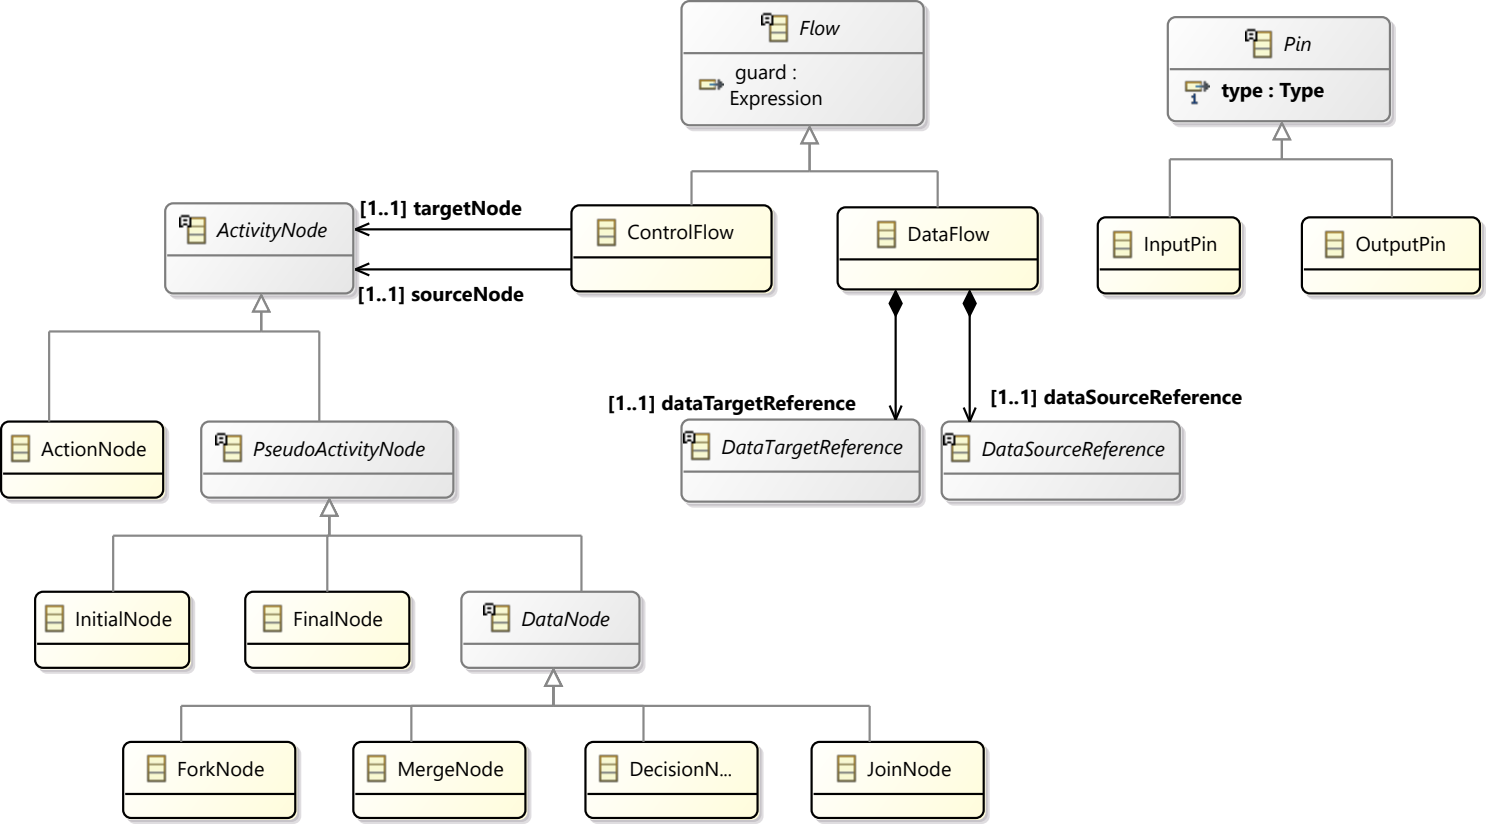 Flow
guard :
Expression
Pin
1
type : Type
[1..1] targetNode
ActivityNode
ControlFlow
DataFlow
InputPin
OutputPin
[1..1] sourceNode
[1..1] dataTargetReference
[1..1] dataSourceReference
ActionNode
PseudoActivityNode
DataTargetReference
DataSourceReference
InitialNode
FinalNode
DataNode
ForkNode
MergeNode
DecisionN...
JoinNode